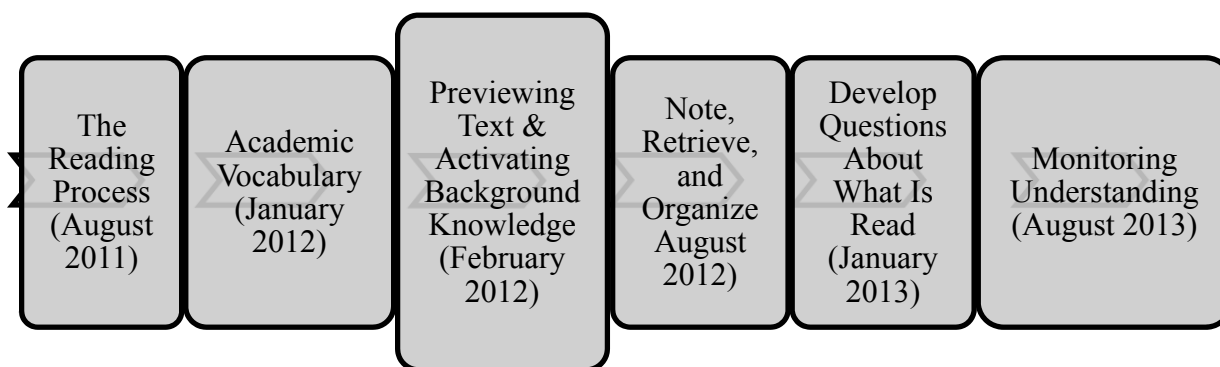 The
Reading
Process
(August
2011)
Academic
Vocabulary
(January
2012)
Previewing
Text &
Activating
Background
Knowledge
(February
2012)
Note,
Retrieve,
and
Organize
August
2012)
Develop
Questions
About
What Is
Read
(January
2013)
Monitoring
Understanding
(August 2013)